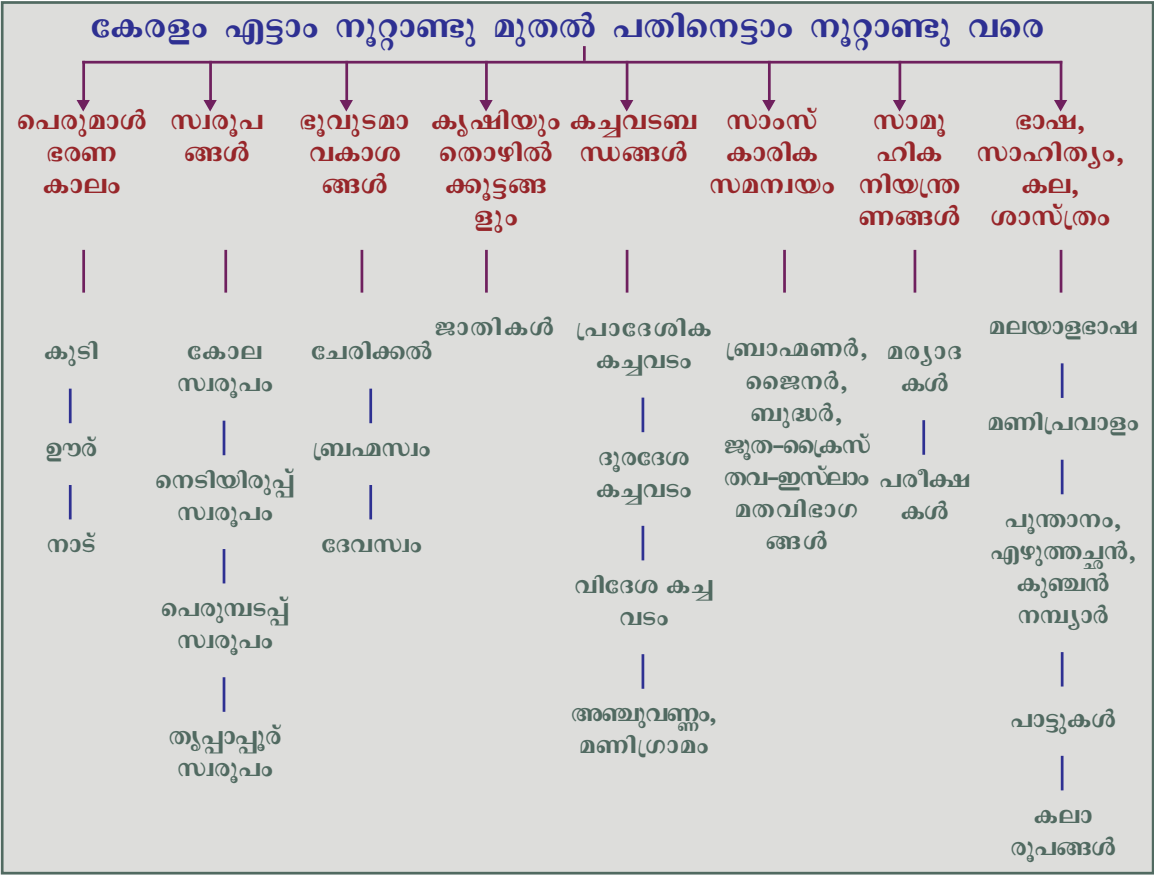 കേരളം എട്ടാം നൂറ്റാണ്ടു മുതൽ പതിനെട്ടാം നൂറ്റാണ്ടു വരെ
പെരുമാൾ
ഭരണ
കാലം
സ്വരൂപ
ങ്ങൾ
ഭൂവുടമാ
വകാശ
ങ്ങൾ
കൃഷിയും
തൊഴിൽ
ക്കൂട്ടങ്ങ
ളും
കച്ചവടബ
ന്ധങ്ങൾ
സാംസ്
കാരിക
സമന്വയം
സാമൂ
ഹിക
നിയന്ത്ര
ണങ്ങൾ
ഭാഷ,
സാഹിത്യം,
കല,
ശാസ്ത്രം
കുടി
ഊര്
നാട്
കോല
സ്വരൂപം
നെടിയിരുപ്പ്
സ്വരൂപം
പെരുമ്പടപ്പ്
സ്വരൂപം
തൃപ്പാപ്പൂര്
സ്വരൂപം
ചേരിക്കൽ
ബ്രഹ്മസ്വം
ദേവസ്വം
ജാതികൾ
പ്രാദേശിക
കച്ചവടം
ദൂരദേശ
കച്ചവടം
വിദേശ കച്ച
വടം
അഞ്ചുവണ്ണം,
മണിഗ്രാമം
ബ്രാഹ്മണർ,
ജൈനർ,
ബുദ്ധർ,
ജൂത-ക്രൈസ്
തവ-ഇസ്‌ലാം
മതവിഭാഗ
ങ്ങൾ
മര്യാദ
കൾ
പരീക്ഷ
കൾ
മലയാളഭാഷ
മണിപ്രവാളം
പൂന്താനം,
എഴുത്തച്ഛൻ,
കുഞ്ചൻ
നമ്പ്യാർ
പാട്ടുകൾ
കലാ
രൂപങ്ങൾ